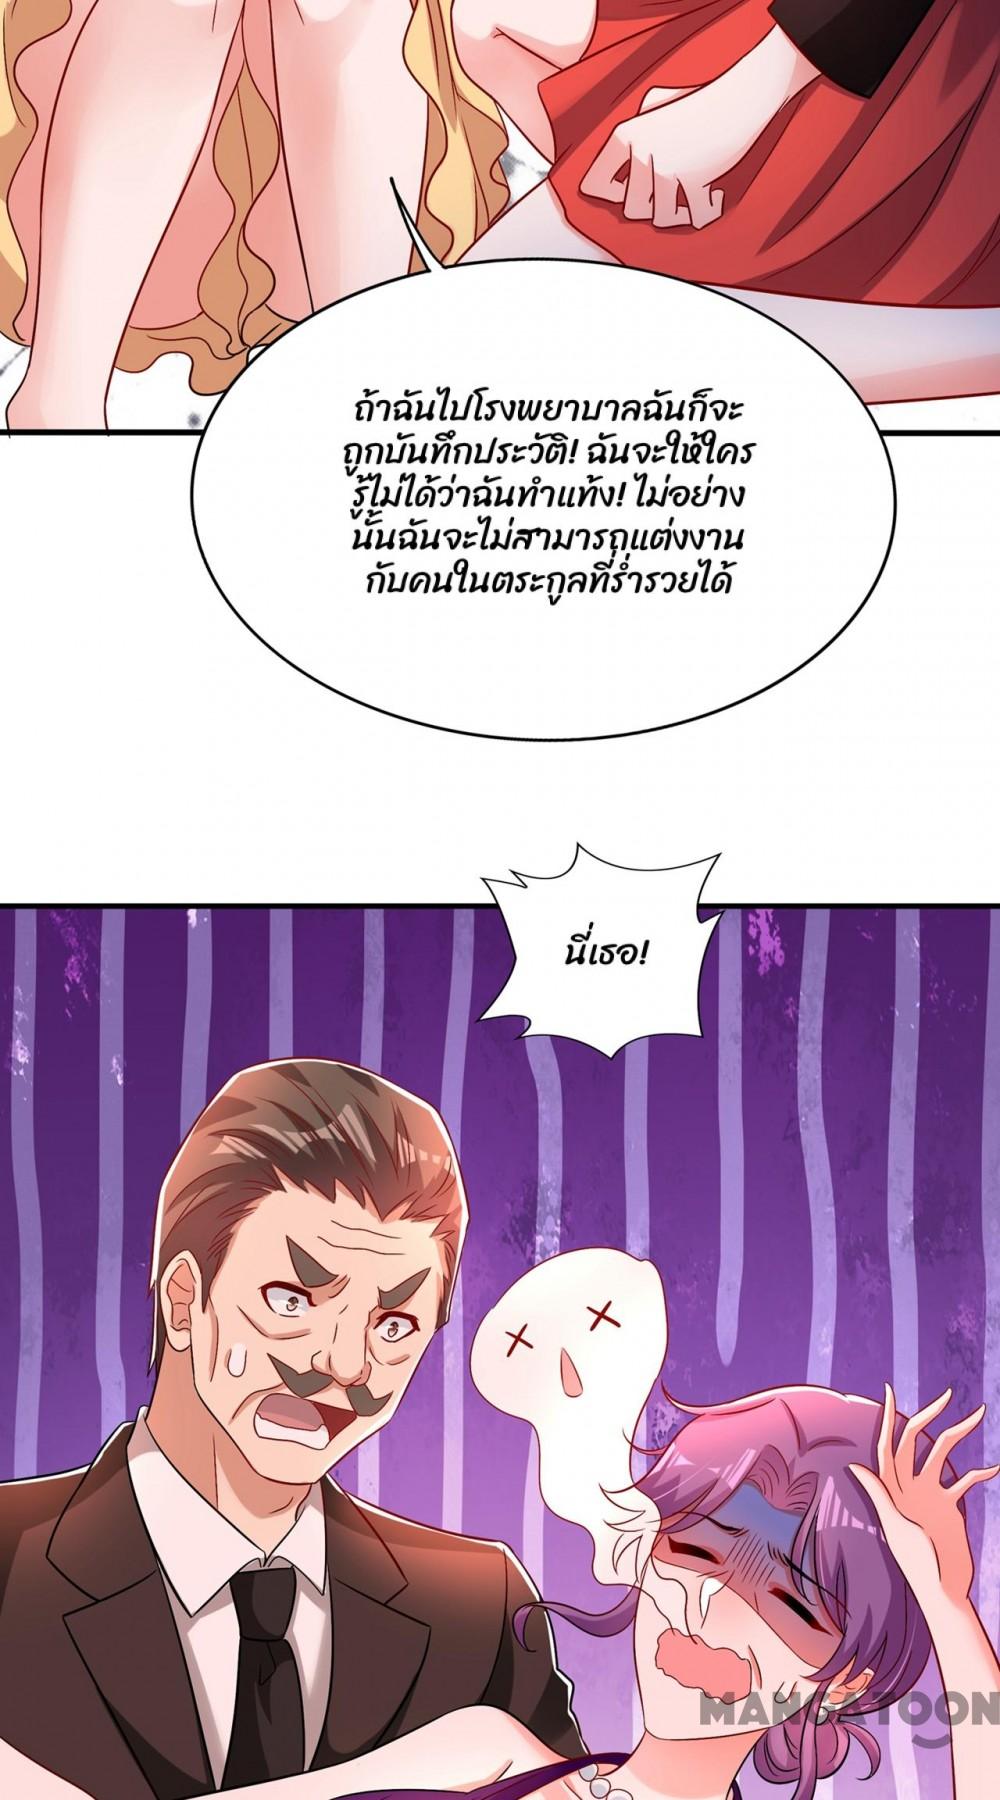 ถ้าฉันไปโรงพยาบาลฉันก็จะ
ถูกบันทึกประวัติ! ฉันจะให้ใคร
รู้ไม่ได้ว่าฉันทำแท้ง! ไม่อย่าง
นั้นฉันจะไม่สามารถแต่งงาน
กับคนในตระกูลที่ร่ำรวยได้
นี่เธอ!
MANGATOON